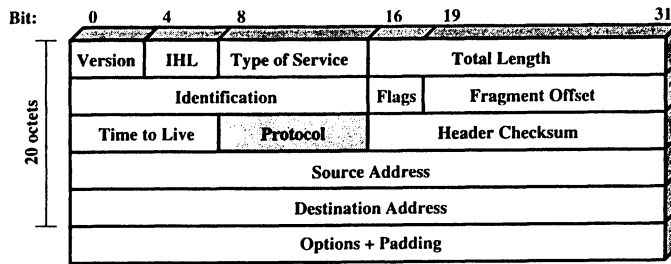 Bit: 0 4 8 16 19 31
Version IHL Type of Service Total Length
Identification Flags Fragment Offset
Time to Live Protocol Header Checksum
Source Address
Destination Address
Options + Padding
20 octets